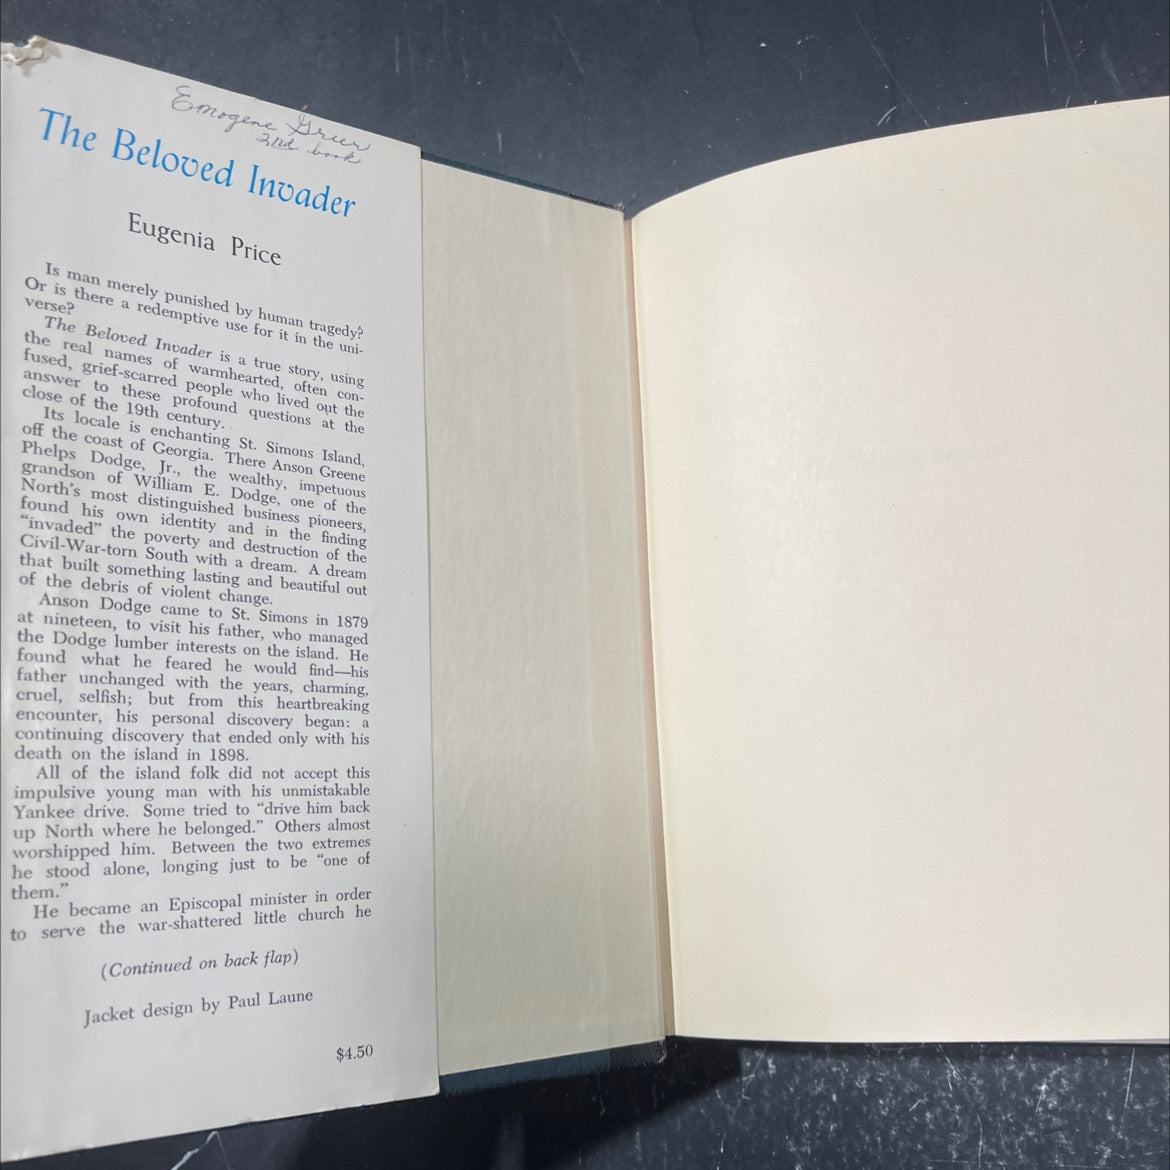 Emogene Greer
2nd book
The Beloved Invader
Eugenia Price
Is man merely punished by human tragedy?
Or is there a redemptive use for it in the uni-
verse?
The Beloved Invader is a true story, using
the real names of warmhearted, often con-
fused, grief-scarred people who lived out the
answer to these profound questions at the
close of the 19th century.
Its locale is enchanting St. Simons Island,
off the coast of Georgia. There Anson Greene
Phelps Dodge, Jr., the wealthy, impetuous
grandson of William E. Dodge, one of the
North's most distinguished business pioneers,
found his own identity and in the finding
"invaded" the poverty and destruction of the
Civil-War-torn South with a dream. A dream
that built something lasting and beautiful out
of the debris of violent change.
Anson Dodge came to St. Simons in 1879
at nineteen, to visit his father, who managed
the Dodge lumber interests on the island. He
found what he feared he would find—his
father unchanged with the years, charming,
cruel, selfish; but from this heartbreaking
encounter, his personal discovery began: a
continuing discovery that ended only with his
death on the island in 1898.
All of the island folk did not accept this
impulsive young man with his unmistakable
Yankee drive. Some tried to "drive him back
up North where he belonged." Others almost
worshipped him. Between the two extremes
he stood alone, longing just to be "one of
them."
He became an Episcopal minister in order
to serve the war-shattered little church he
(Continued on back flap)
Jacket design by Paul Laune
$4.50